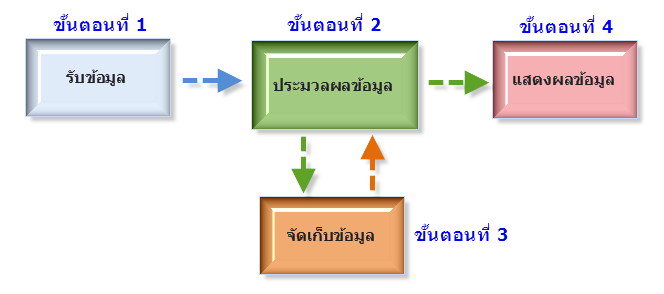 ขั้นตอนที่ 1
ขั้นตอนที่ 2
ขั้นตอนที่ 4
รับข้อมูล
ประมวลผลข้อมูล
แสดงผลข้อมูล
จัดเก็บข้อมูล
ขั้นตอนที่ 3